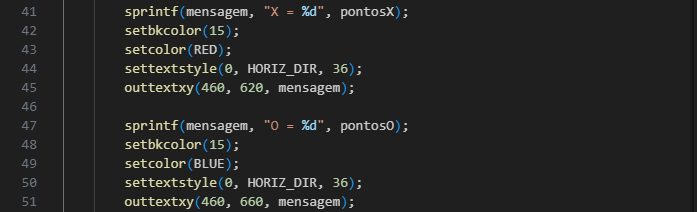 41 sprintf(mensagem, "X = %d", pontosX);
42 setbkcolor(15);
43 setcolor(RED);
44 settextstyle(0, HORIZ_DIR, 36);
45 outtextxy(460, 620, mensagem);
46
47 sprintf(mensagem, "O = %d", pontosO);
48 setbkcolor(15);
49 setcolor(BLUE);
50 settextstyle(0, HORIZ_DIR, 36);
51 outtextxy(460, 660, mensagem);